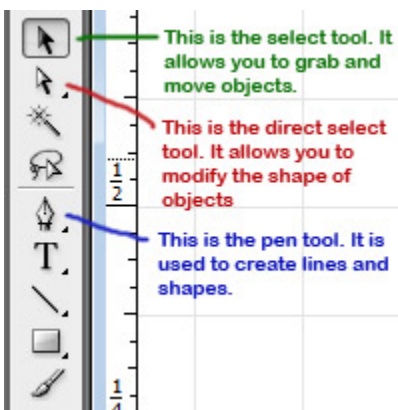 This is the select tool. It
allows you to grab and
move objects.
This is the direct select
tool. It allows you to
modify the shape of
objects
1
2
This is the pen tool. It is
used to create lines and
shapes.
T
1
4